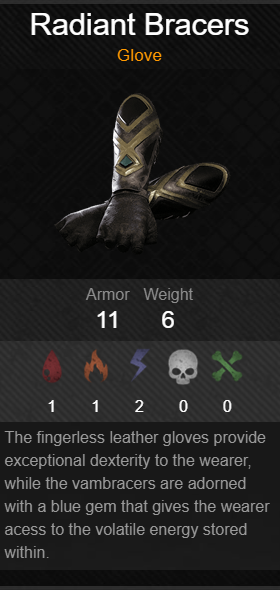 Radiant Bracers
Glove
Armor Weight
11 6
1 1 2 0 0
The fingerless leather gloves provide
exceptional dexterity to the wearer,
while the vambracers are adorned
with a blue gem that gives the wearer
acess to the volatile energy stored
within.